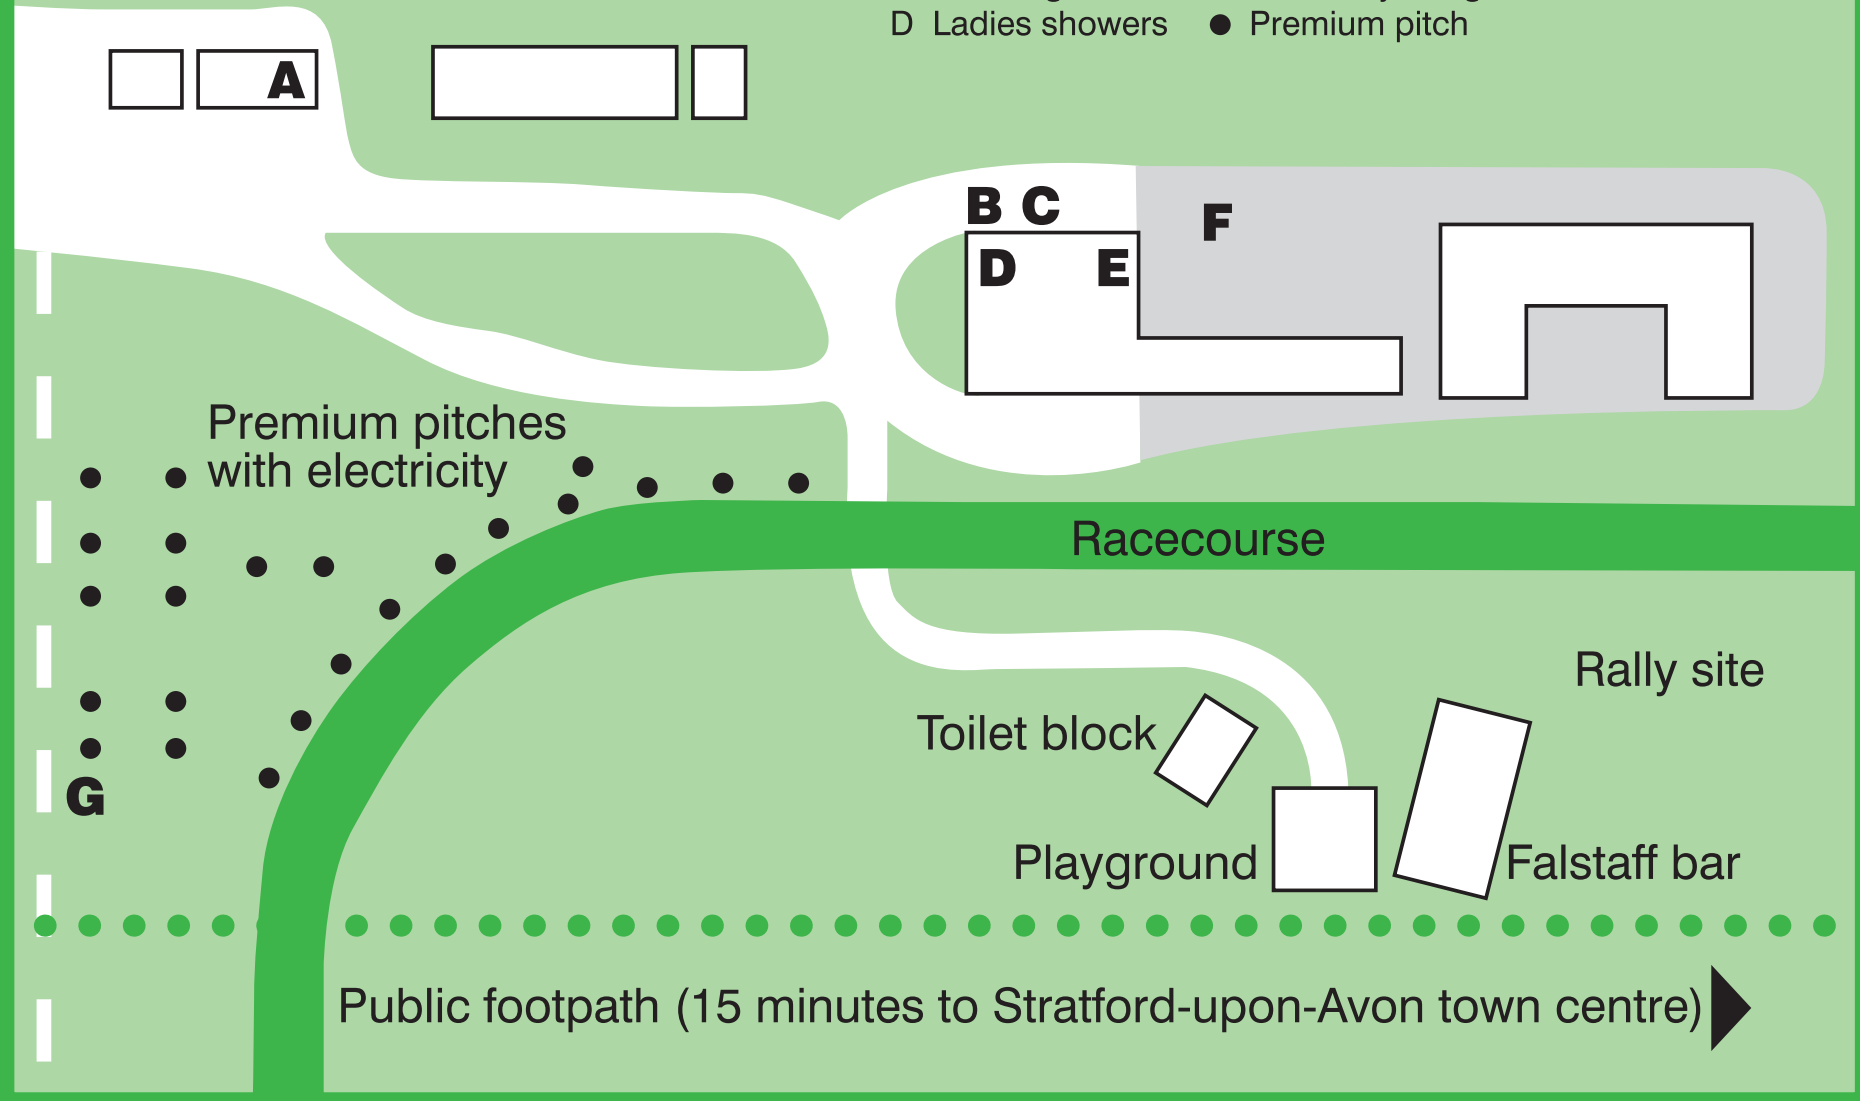 D Ladies showers ● Premium pitch
A
B C
F
D E
Premium pitches
with electricity
Racecourse
Rally site
Toilet block
G
Playground
Falstaff bar
Public footpath (15 minutes to Stratford-upon-Avon town centre)